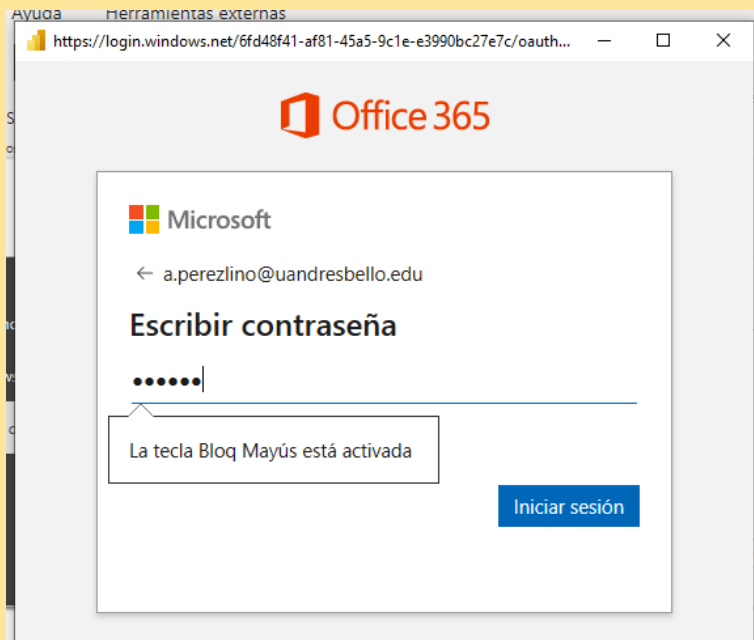 Ayuda Herramientas externas
https://login.windows.net/6fd48f41-af81-45a5-9c1e-e3990bc27e7c/oauth...
Office 365
Microsoft
a.perezlino@uandresbello.edu
Escribir contraseña
La tecla Bloq Mayús está activada
Iniciar sesión